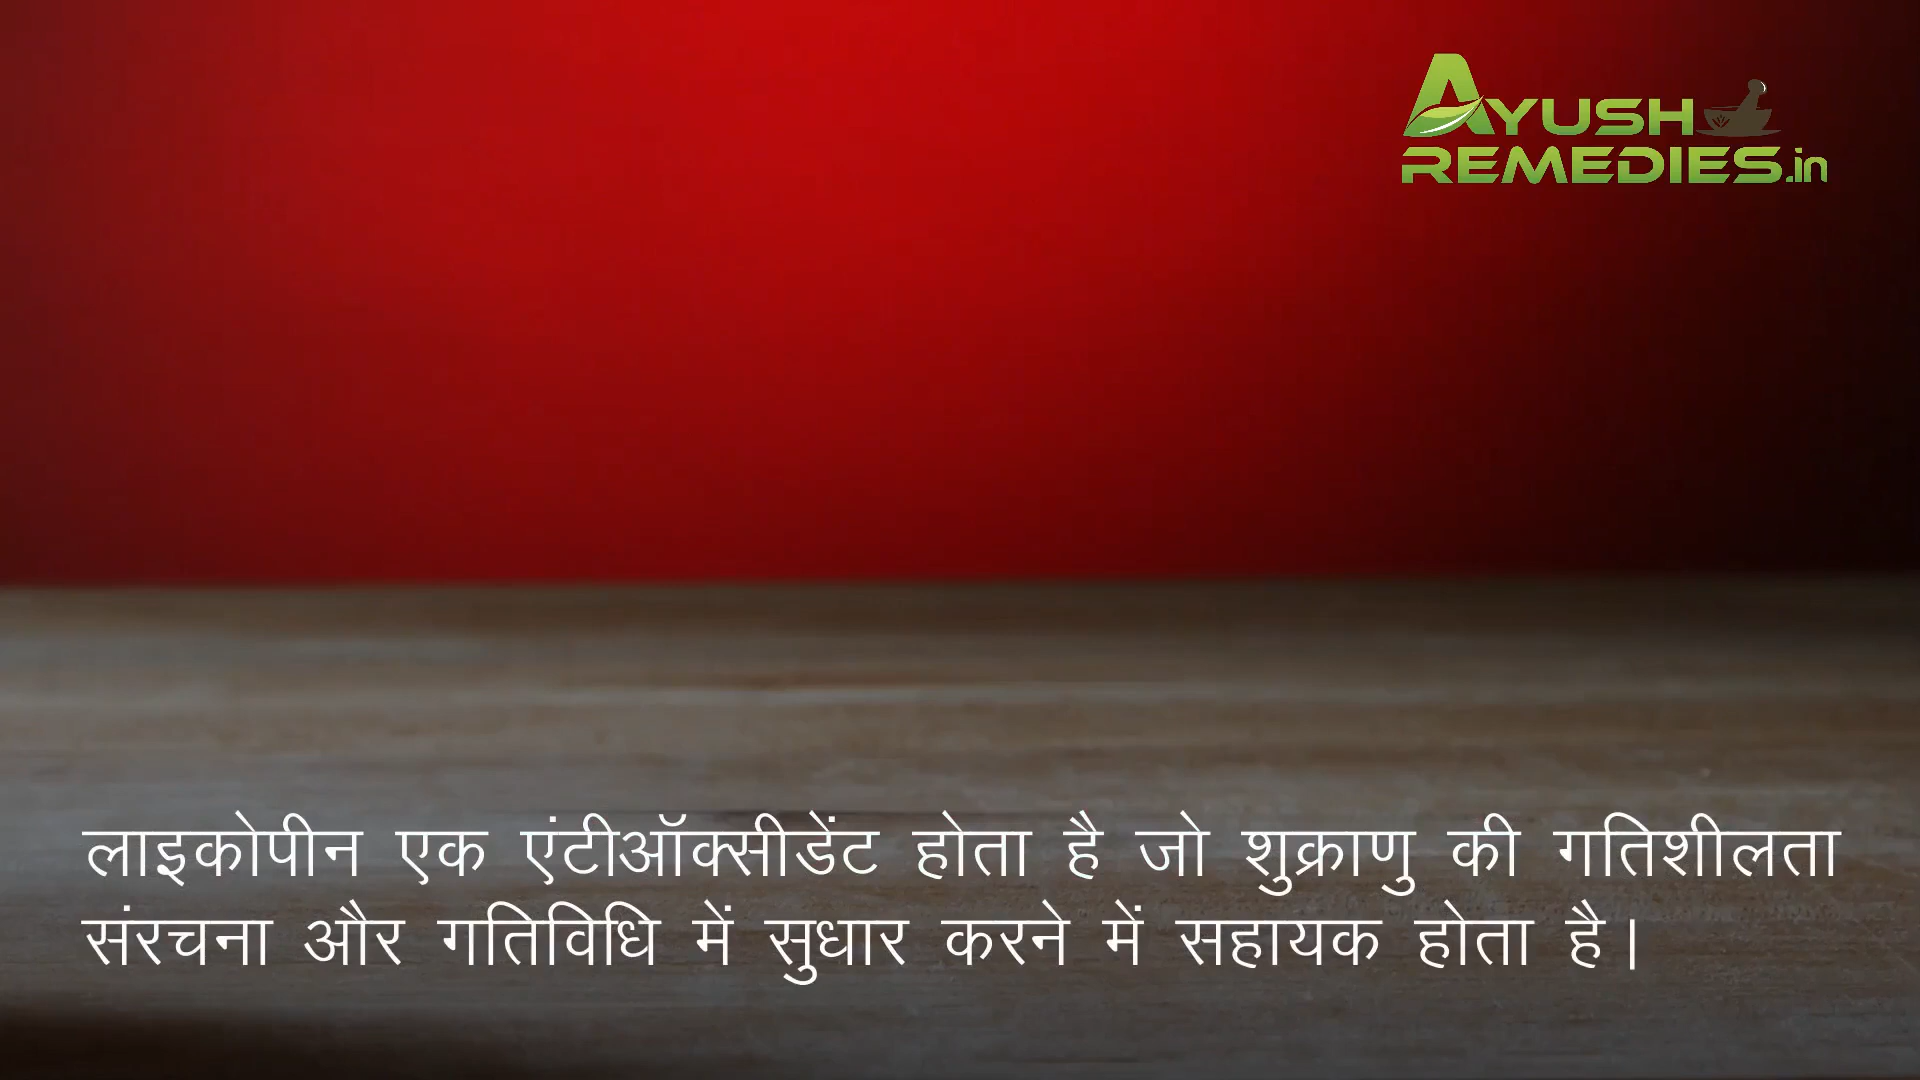 AYUSH
REMEDIES.in
लाइकोपीन एक एंटीऑक्सीडेंट होता है जो शुक्राणु की गतिशीलता
संरचना और गतिविधि में सुधार करने में सहायक होता है।